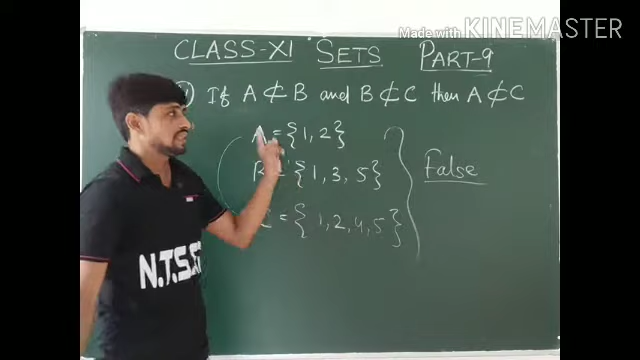 Made with KINEMASTER
CLASS-XI SETS PART-9
If A ⊄ B and B ⊄ C then A ⊄ C
A = {1, 2}
B = {1, 3, 5}
False
= {1, 2, 4, 5}
N.T.S.